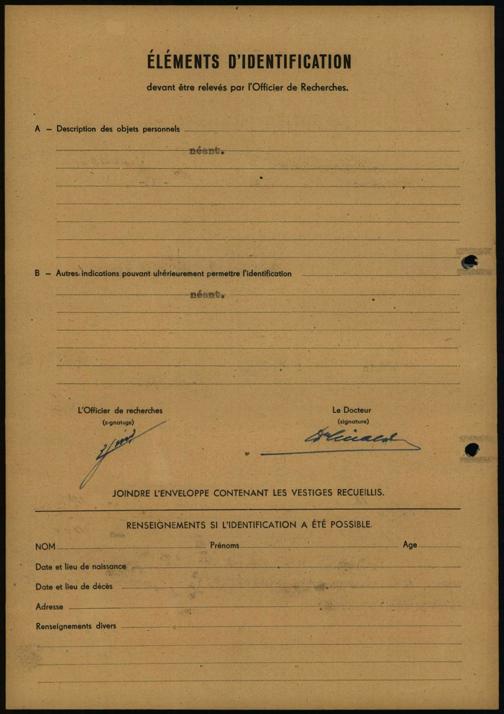 ÉLÉMENTS D'IDENTIFICATION
devant être relevés par l'Officier de Recherches.
A — Description des objets personnels
néant.
B — Autres indications pouvant ultérieurement permettre l'identification
néant.
L'Officier de recherches
(signature)
Le Docteur
(signature)
JOINDRE L'ENVELOPPE CONTENANT LES VESTIGES RECUEILLIS.
RENSEIGNEMENTS SI L'IDENTIFICATION A ÉTÉ POSSIBLE.
NOM Prénoms Age
Date et lieu de naissance
Date et lieu de décès
Adresse
Renseignements divers